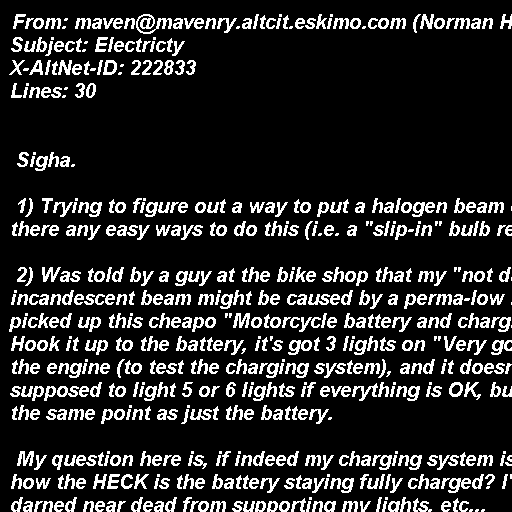 From: maven@mavenry.altcit.eskimo.com (Norman H
Subject: Electricty
X-AltNet-ID: 222833
Lines: 30
Sigha.
1) Trying to figure out a way to put a halogen beam
there any easy ways to do this (i.e. a "slip-in" bulb re
2) Was told by a guy at the bike shop that my "not d
incandescent beam might be caused by a perma-low
picked up this cheapo "Motorcycle battery and charg
Hook it up to the battery, it's got 3 lights on "Very go
the engine (to test the charging system), and it doesn
supposed to light 5 or 6 lights if everything is OK, bu
the same point as just the battery.
My question here is, if indeed my charging system is
how the HECK is the battery staying fully charged? I'
darned near dead from supporting my lights, etc...